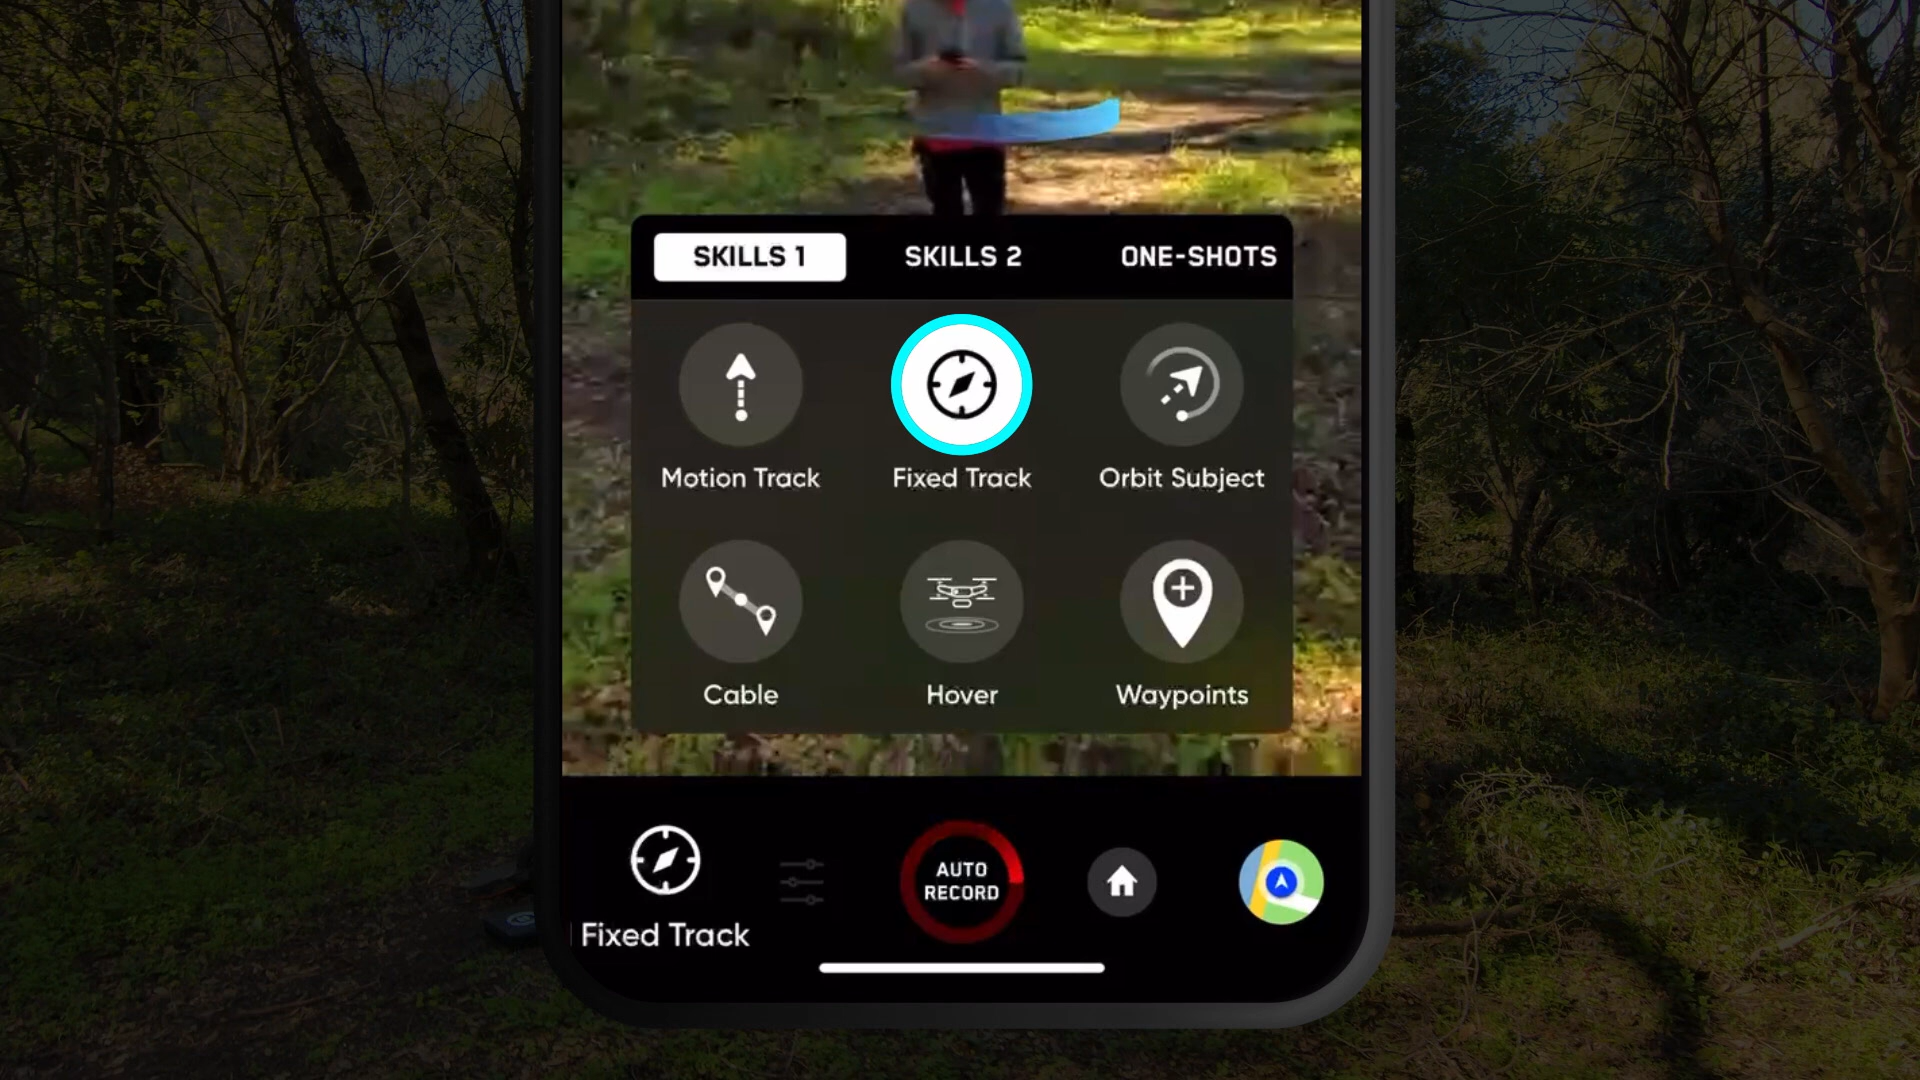 SKILLS 1
SKILLS 2
ONE-SHOTS
Motion Track
Fixed Track
Orbit Subject
Cable
Hover
Waypoints
AUTO
RECORD
Fixed Track